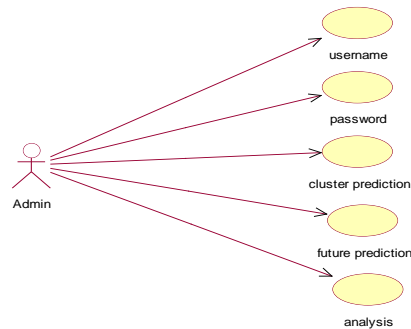 username
password
Admin
cluster prediction
future prediction
analysis